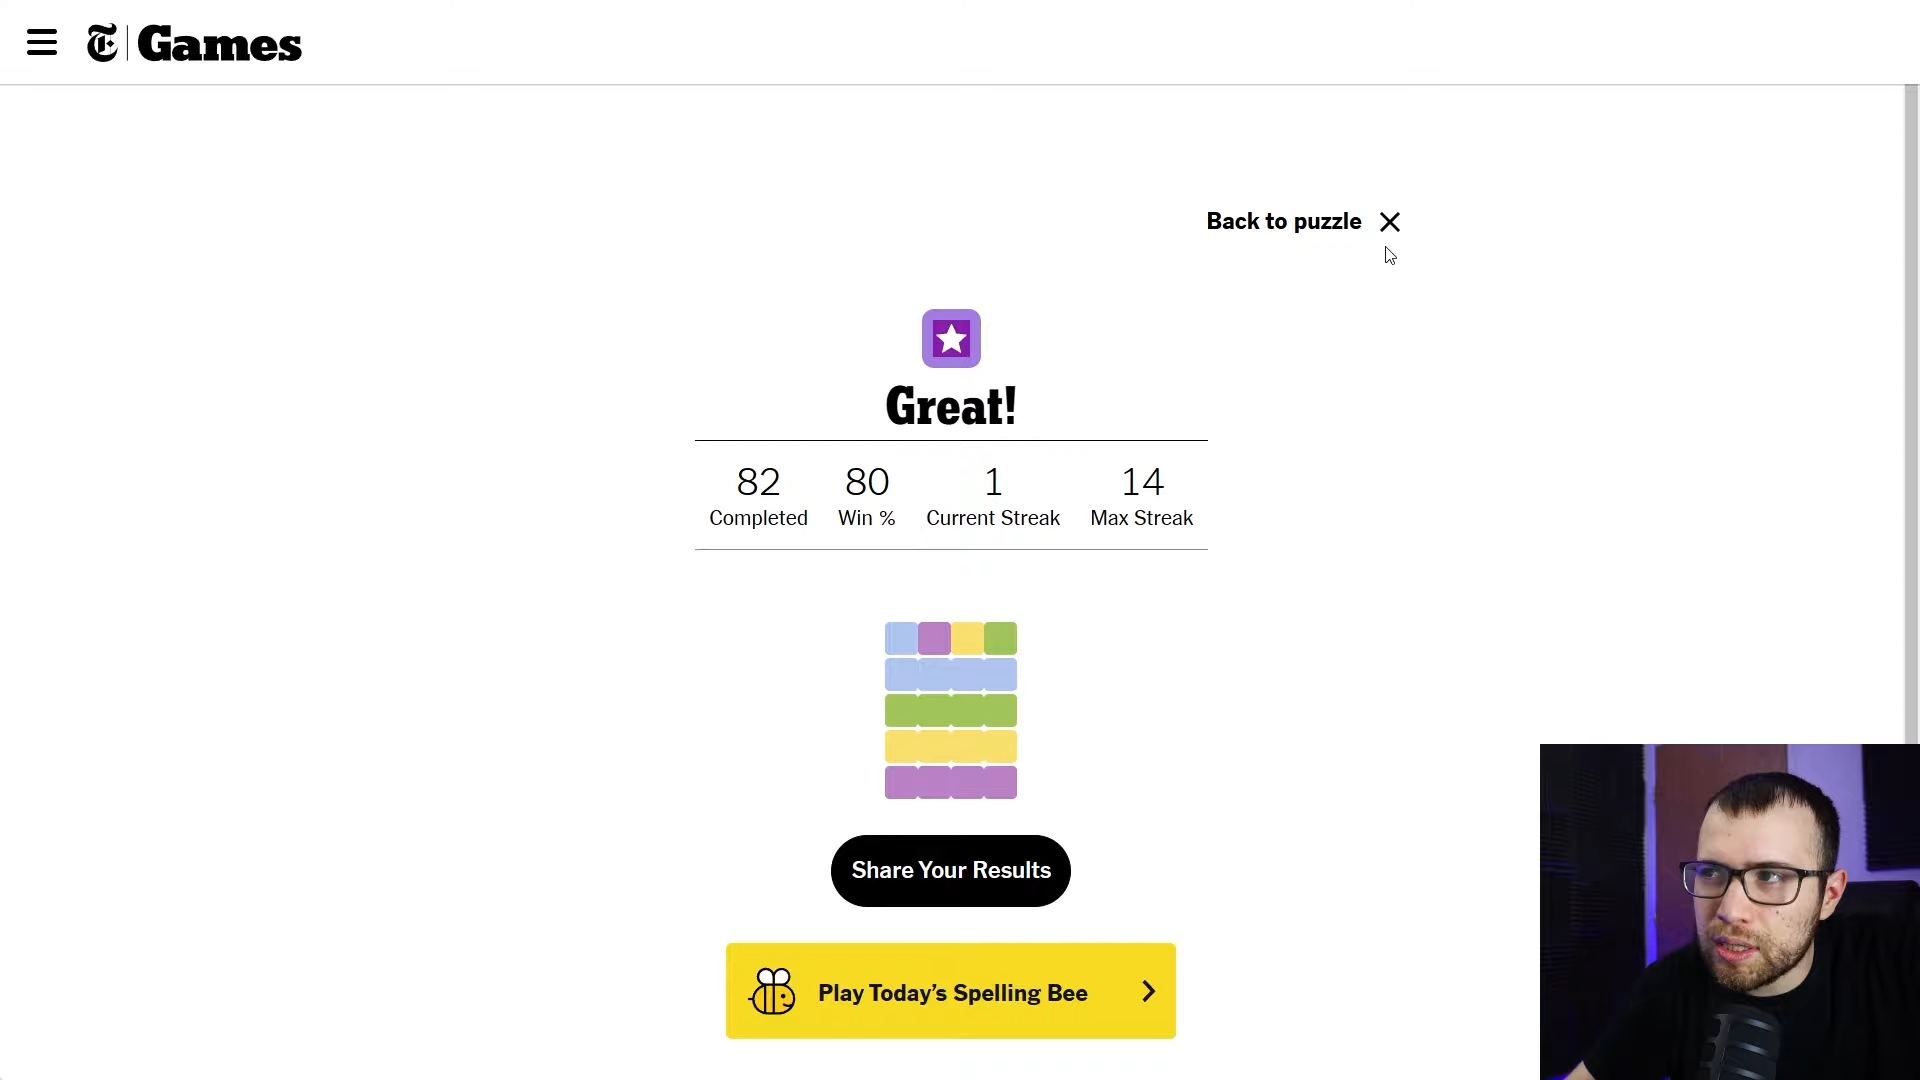 T Games
Back to puzzle
Great!
82 80 1 14
Completed Win % Current Streak Max Streak
Share Your Results
Play Today’s Spelling Bee